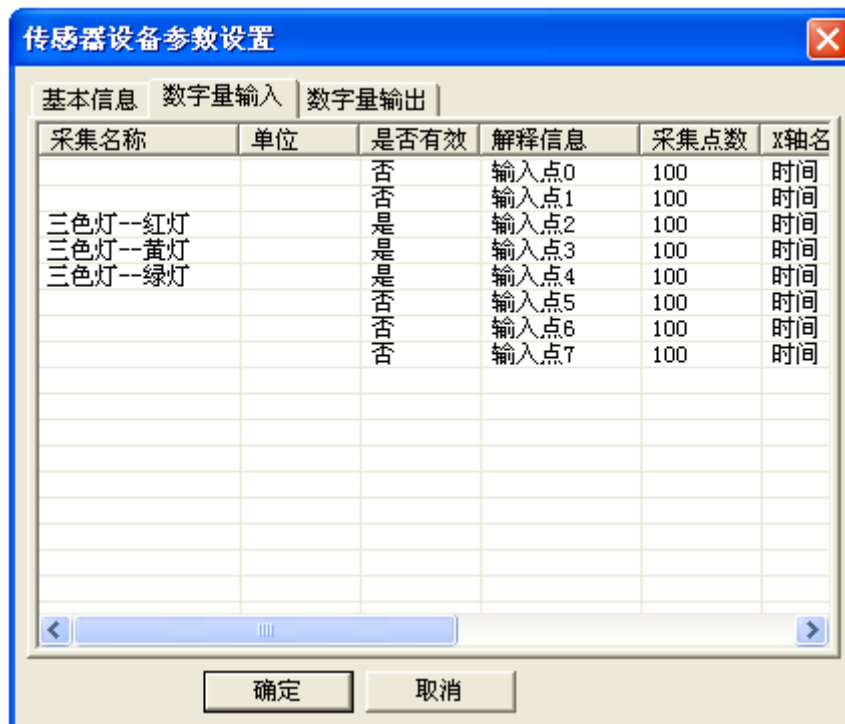 传感器设备参数设置
基本信息 数字量输入 数字量输出
采集名称 单位 是否有效 解释信息 采集点数 X轴名
否 输入点0 100 时间
否 输入点1 100 时间
三色灯--红灯 是 输入点2 100 时间
三色灯--黄灯 是 输入点3 100 时间
三色灯--绿灯 是 输入点4 100 时间
否 输入点5 100 时间
否 输入点6 100 时间
否 输入点7 100 时间
确定 取消